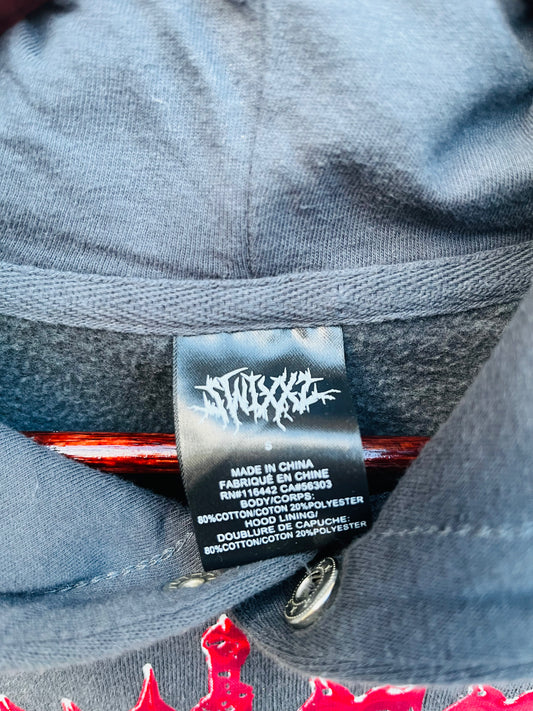 SWIXXZ
S
MADE IN CHINA
FABRIQUÉ EN CHINE
RN#116442 CA#56303
BODY/CORPS:
80%COTTON/COTON 20%POLYESTER
HOOD LINING/
DOUBLURE DE CAPUCHE:
80%COTTON/COTON 20%POLYESTER